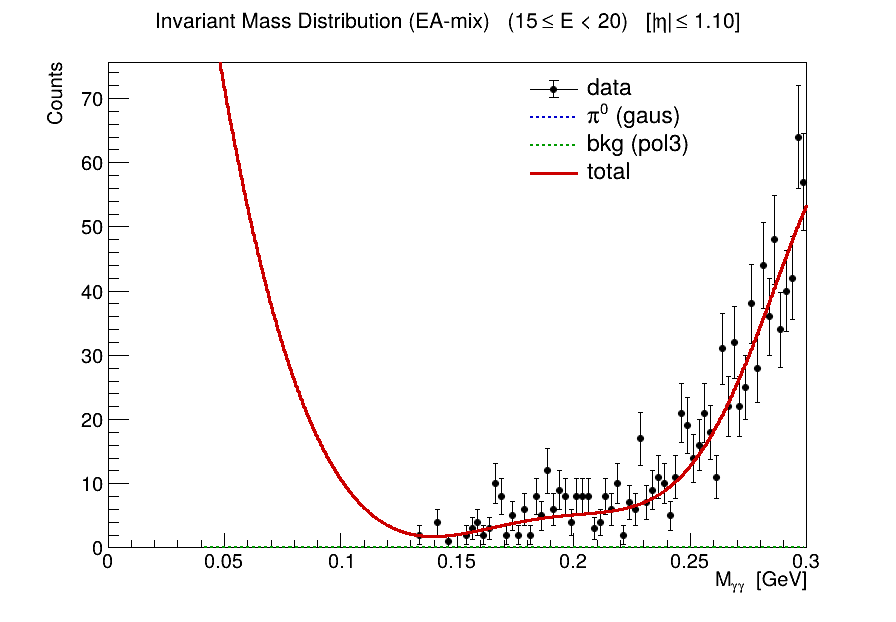 Invariant Mass Distribution (EA-mix)   (15 ≤ E < 20)   [|η| ≤ 1.10]
Counts
data
π⁰ (gaus)
bkg (pol3)
total
70
60
50
40
30
20
10
0
0 0.05 0.1 0.15 0.2 0.25 0.3
Mγγ [GeV]